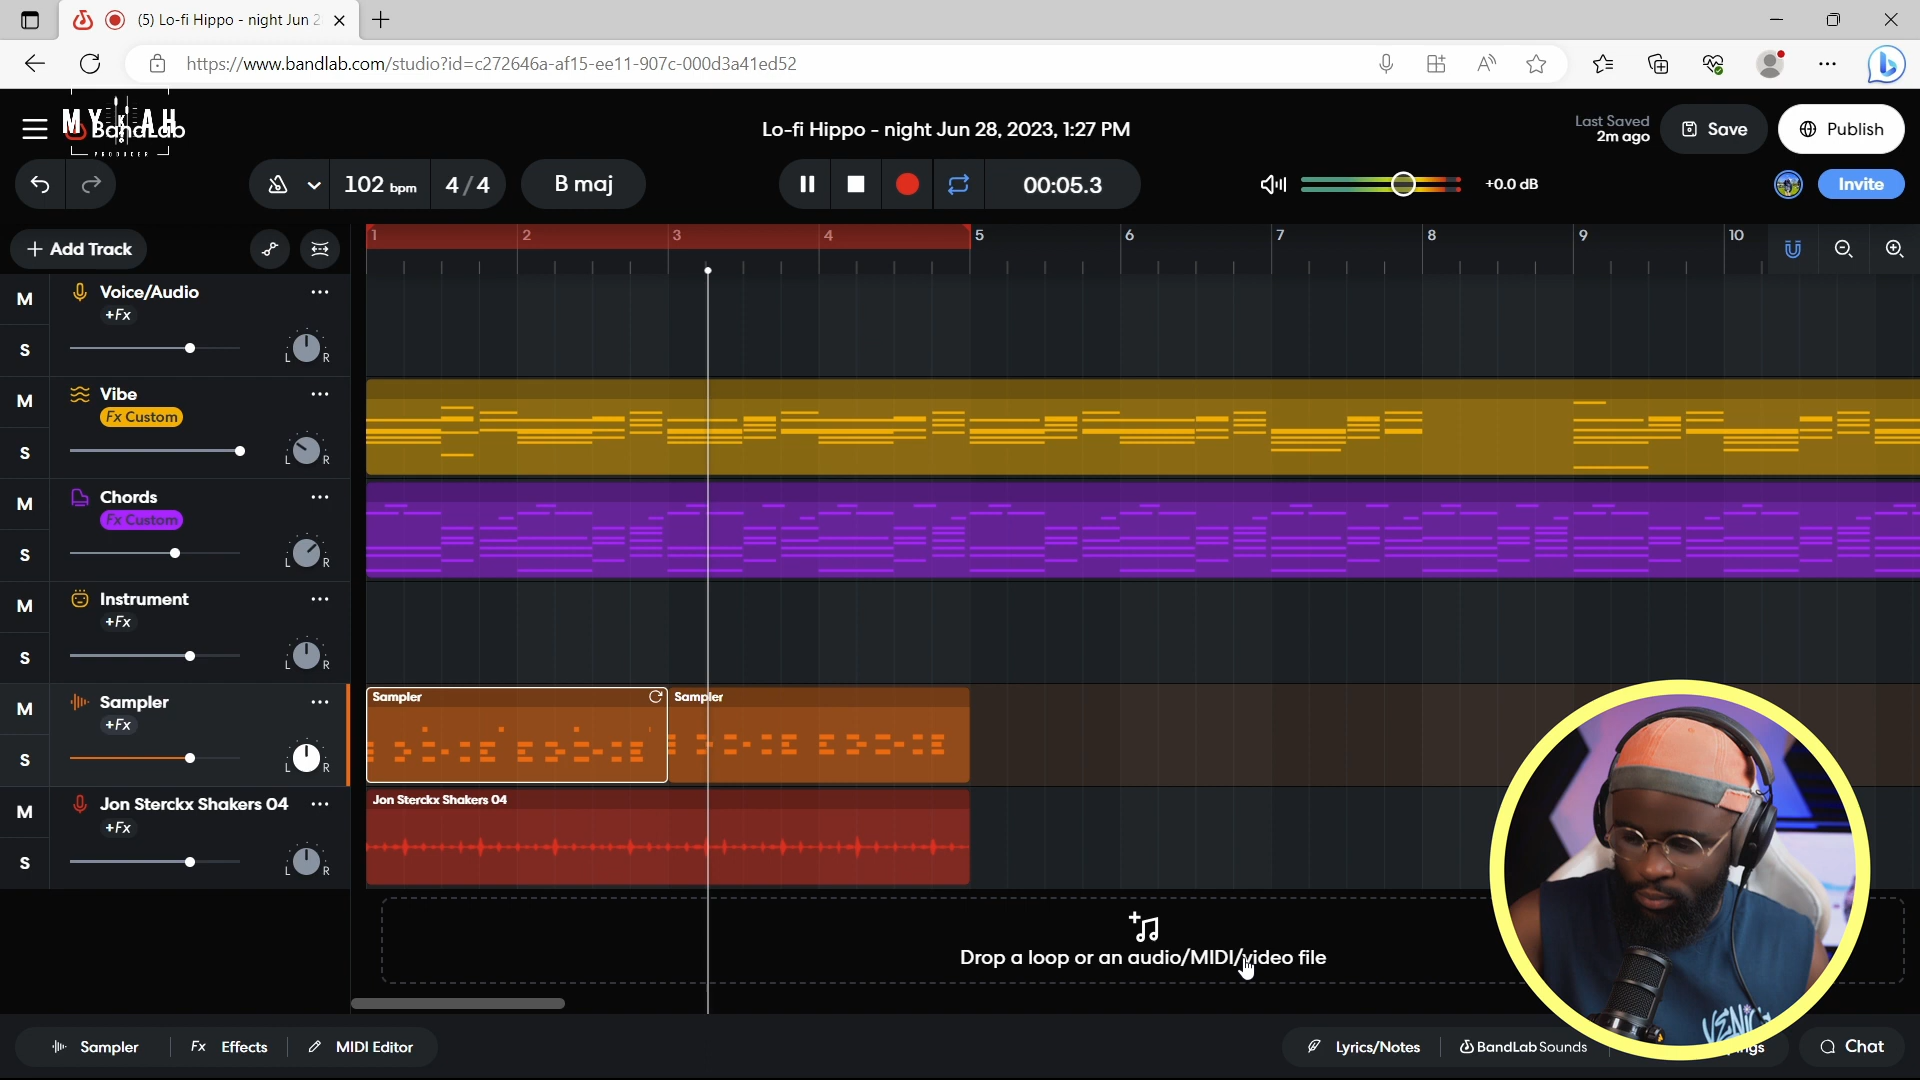 (5) Lo-fi Hippo - night Jun 2
https://www.bandlab.com/studio?id=c272646a-af15-ee11-907c-000d3a41ed52
MYKAH
PRODUCER
BandLab
Lo-fi Hippo - night Jun 28, 2023, 1:27 PM
Last Saved
2m ago
Save
Publish
102 bpm
4 / 4
B maj
00:05.3
+0.0 dB
Invite
+ Add Track
1 2 3 4 5 6 7 8 9 10
M
Voice/Audio
+Fx
S
L R
M
Vibe
Fx Custom
S
L R
M
Chords
Fx Custom
S
L R
M
Instrument
+Fx
S
L R
M
Sampler
+Fx
S
L R
Sampler
Sampler
M
Jon Sterckx Shakers 04
+Fx
S
L R
Jon Sterckx Shakers 04
Drop a loop or an audio/MIDI/video file
Sampler
Fx Effects
MIDI Editor
Lyrics/Notes
BandLab Sounds
Chat